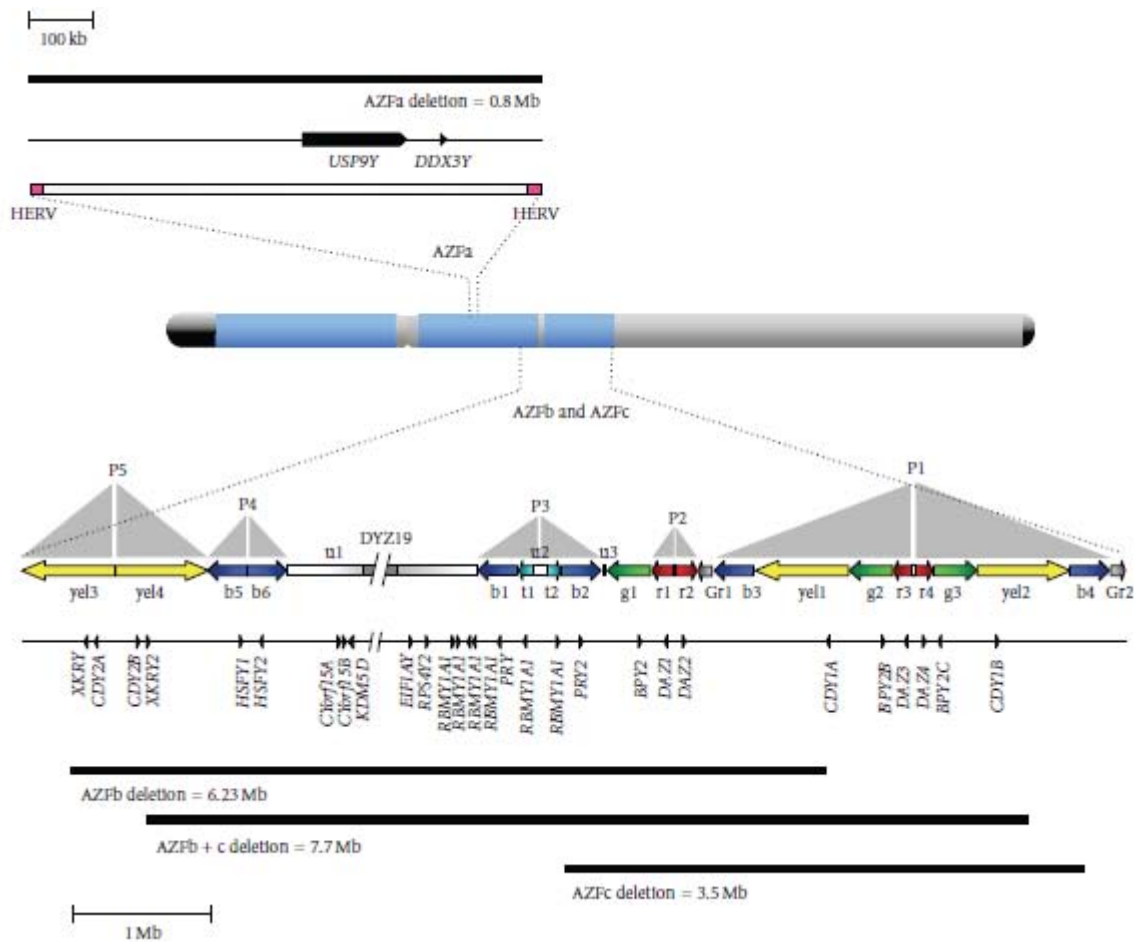 100 kb
AZFa deletion = 0.8 Mb
USP9Y DDX3Y
HERV HERV
AZFa
AZFb and AZFc
P5 P4 P3 P2 P1
u1 DYZ19 u2 u3
yel3 yel4 b5 b6 b1 t1 t2 b2 g1 r1 r2 Gr1 b3 yel1 g2 r3 r4 g3 yel2 b4 Gr2
XKRY
CDY2A
CDY2B
XKRY2
HSFY1
HSFY2
CYorf15A
CYorf15B
KDM5D
EIF1AY
RPS4Y2
RBMY1A1
RBMY1A1
RBMY1A1
RBMY1A1
PRY
RBMY1A1
RBMY1A1
PRY2
BPY2
DAZ1
DAZ2
CDY1A
BPY2B
DAZ3
DAZ4
BPY2C
CDY1B
AZFb deletion = 6.23 Mb
AZFb + c deletion = 7.7 Mb
AZFc deletion = 3.5 Mb
1 Mb